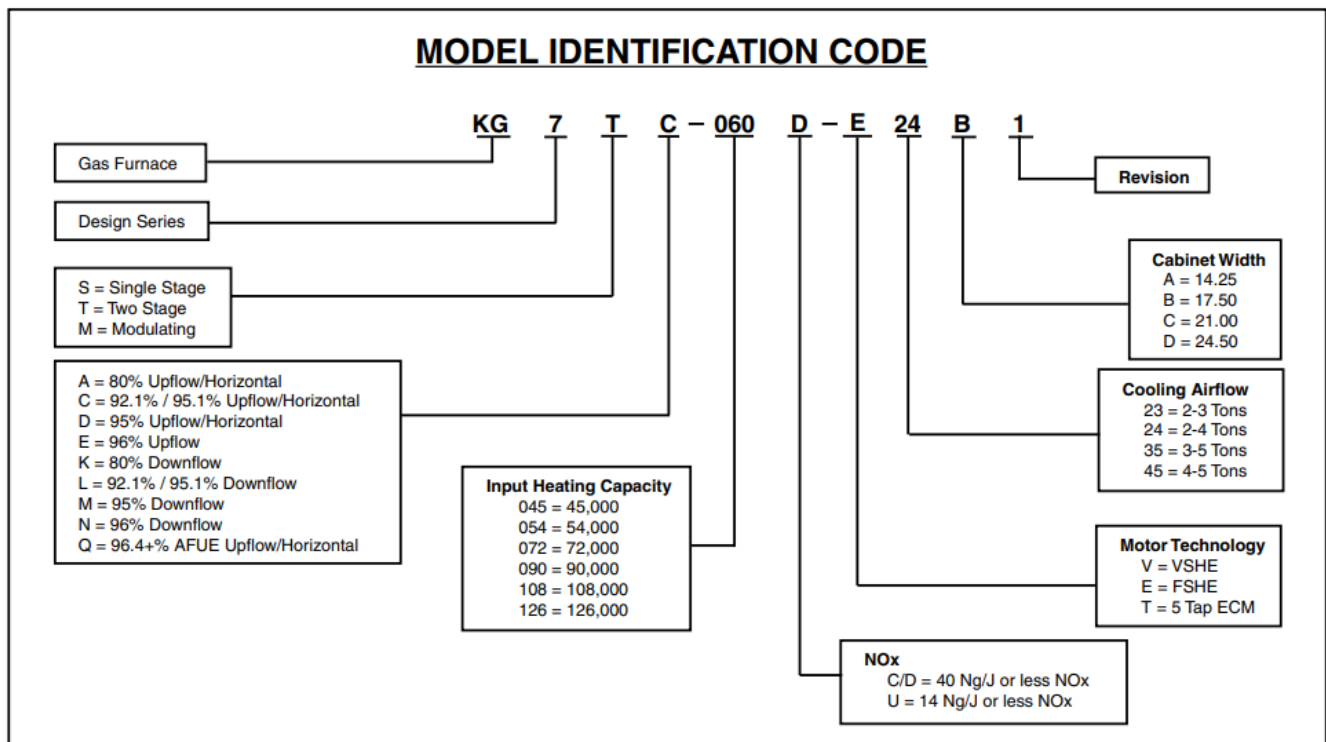 MODEL IDENTIFICATION CODE
KG 7 T C – 060 D – E 24 B 1
Gas Furnace
Revision
Design Series
S = Single Stage
T = Two Stage
M = Modulating
A = 80% Upflow/Horizontal
C = 92.1% / 95.1% Upflow/Horizontal
D = 95% Upflow/Horizontal
E = 96% Upflow
K = 80% Downflow
L = 92.1% / 95.1% Downflow
M = 95% Downflow
N = 96% Downflow
Q = 96.4+% AFUE Upflow/Horizontal
Input Heating Capacity
045 = 45,000
054 = 54,000
072 = 72,000
090 = 90,000
108 = 108,000
126 = 126,000
Cabinet Width
A = 14.25
B = 17.50
C = 21.00
D = 24.50
Cooling Airflow
23 = 2-3 Tons
24 = 2-4 Tons
35 = 3-5 Tons
45 = 4-5 Tons
Motor Technology
V = VSHE
E = FSHE
T = 5 Tap ECM
NOx
C/D = 40 Ng/J or less NOx
U = 14 Ng/J or less NOx